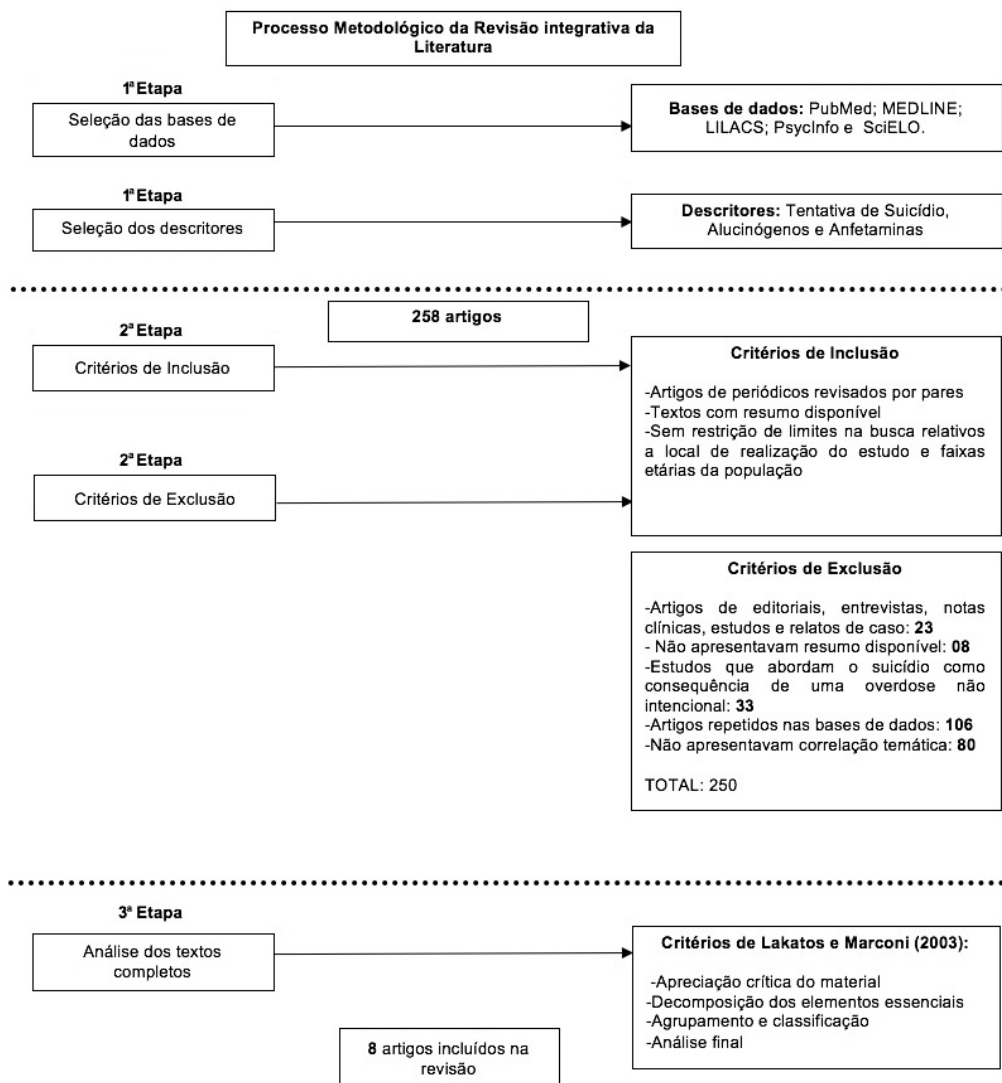 Processo Metodológico da Revisão integrativa da
Literatura
1ª Etapa
Seleção das bases de
dados
Bases de dados: PubMed; MEDLINE;
LILACS; PsycInfo e SciELO.
1ª Etapa
Seleção dos descritores
Descritores: Tentativa de Suicídio,
Alucinógenos e Anfetaminas
258 artigos
2ª Etapa
Critérios de Inclusão
Critérios de Inclusão
-Artigos de periódicos revisados por pares
-Textos com resumo disponível
-Sem restrição de limites na busca relativos
a local de realização do estudo e faixas
etárias da população
2ª Etapa
Critérios de Exclusão
Critérios de Exclusão
-Artigos de editoriais, entrevistas, notas
clínicas, estudos e relatos de caso: 23
- Não apresentavam resumo disponível: 08
-Estudos que abordam o suicídio como
consequência de uma overdose não
intencional: 33
-Artigos repetidos nas bases de dados: 106
-Não apresentavam correlação temática: 80
TOTAL: 250
3ª Etapa
Análise dos textos
completos
Critérios de Lakatos e Marconi (2003):
-Apreciação crítica do material
-Decomposição dos elementos essenciais
-Agrupamento e classificação
-Análise final
8 artigos incluídos na
revisão